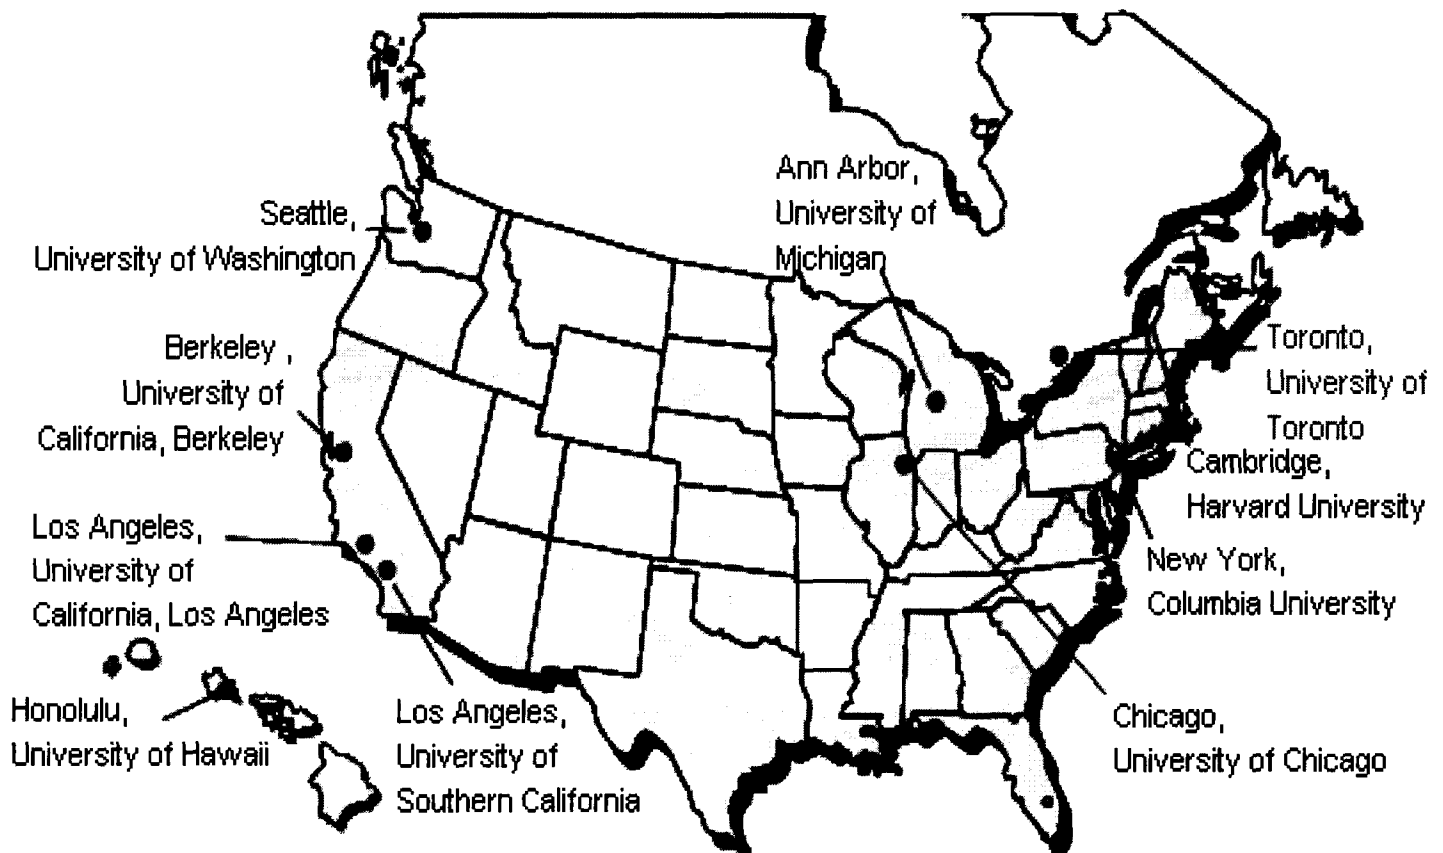 Ann Arbor,
University of
Michigan
Seattle,
University of Washington
Berkeley ,
University of
California, Berkeley
Toronto,
University of
Toronto
Cambridge,
Harvard University
Los Angeles,
University of
California, Los Angeles
New York,
Columbia University
Honolulu,
University of Hawaii
Los Angeles,
University of
Southern California
Chicago,
University of Chicago